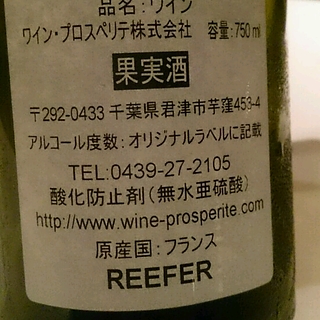 品名:ワイン
ワイン・プロスペリテ株式会社 容量:750ml
果実酒
〒292-0433 千葉県君津市芋窪453-4
アルコール度数:オリジナルラベルに記載
TEL:0439-27-2105
酸化防止剤(無水亜硫酸)
http://www.wine-prosperite.com
原産国:フランス
REEFER